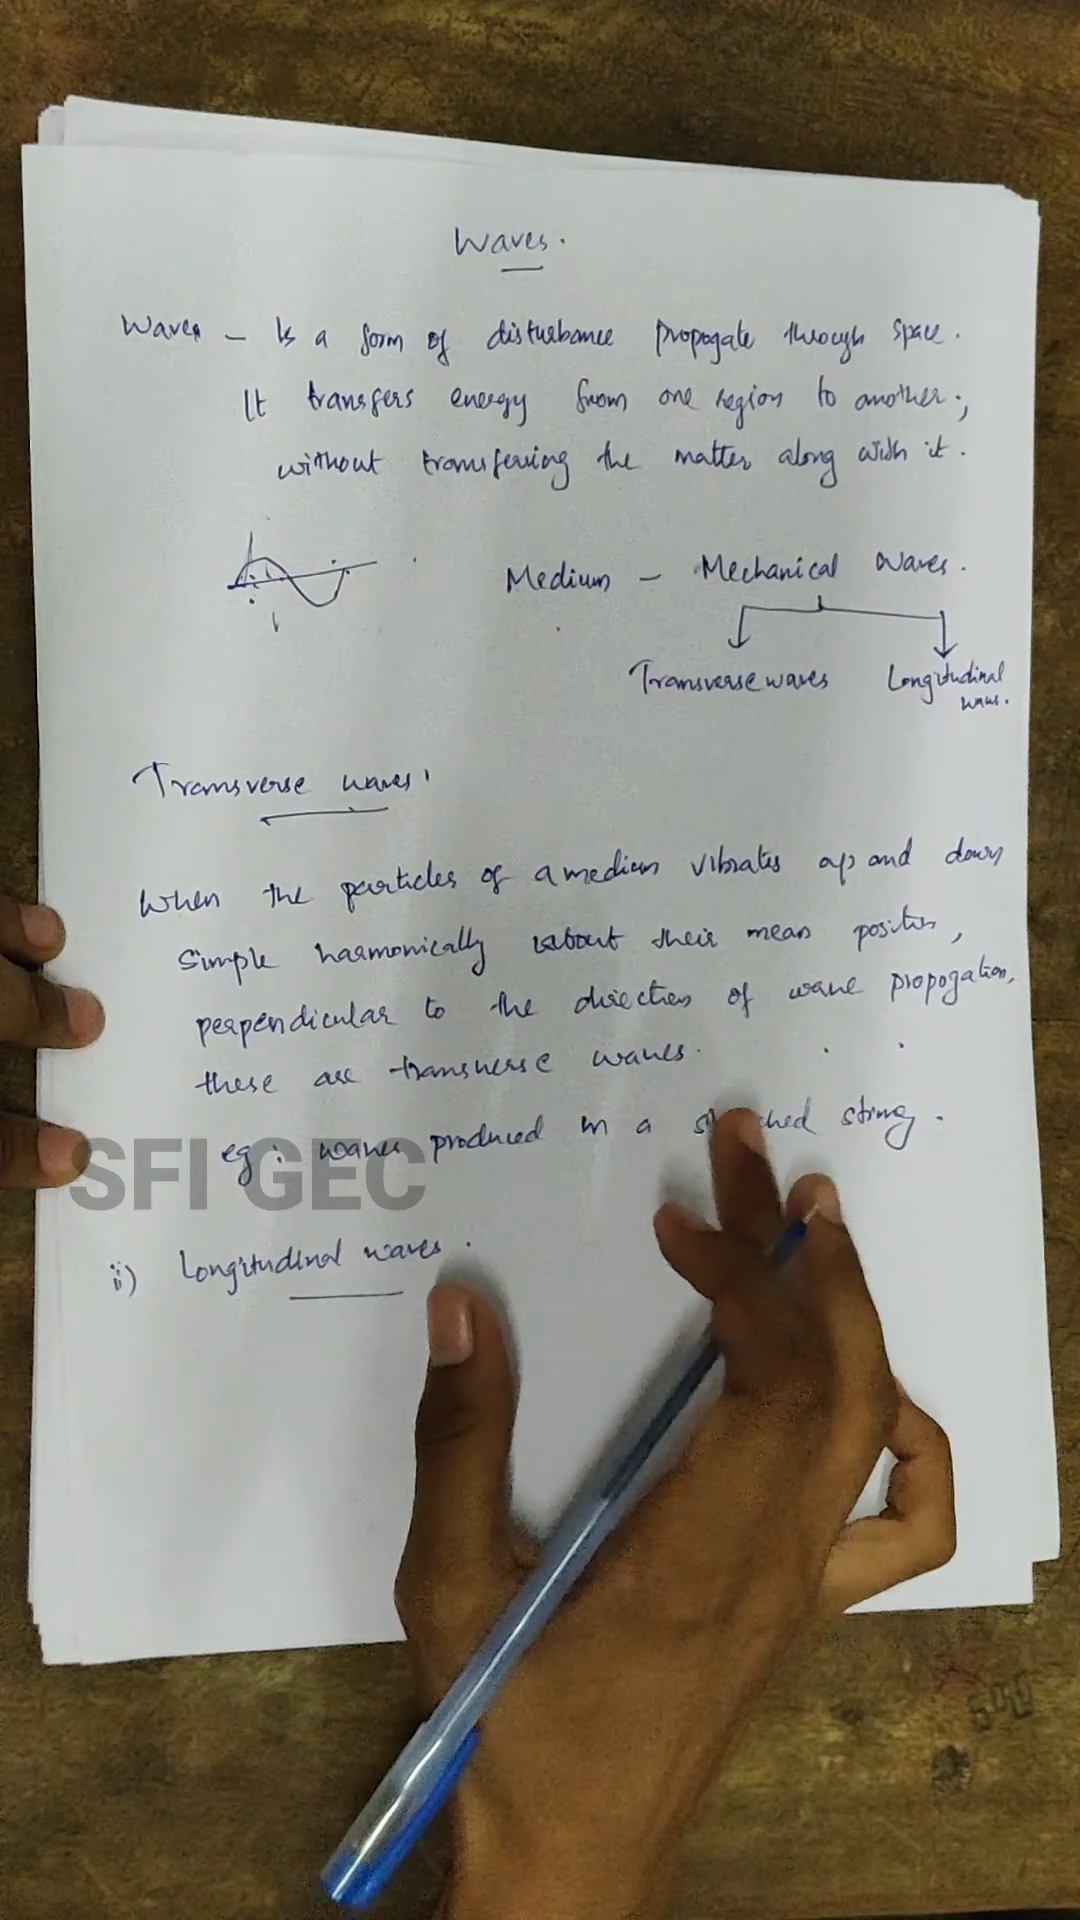 Waves.
Waves - Is a form of disturbance propogate through space.
It transfers energy from one region to another.,
without transferring the matter along with it.
Medium - Mechanical Waves.
Transverse waves Longitudinal
waves.
Transverse waves.
When the particles of a medium vibrates up and down
Simple harmonically about their mean position,
perpendicular to the direction of wave propogation,
these are transverse waves.
eg: waves produced in a string.
SFI GEC
ii) Longitudinal waves.